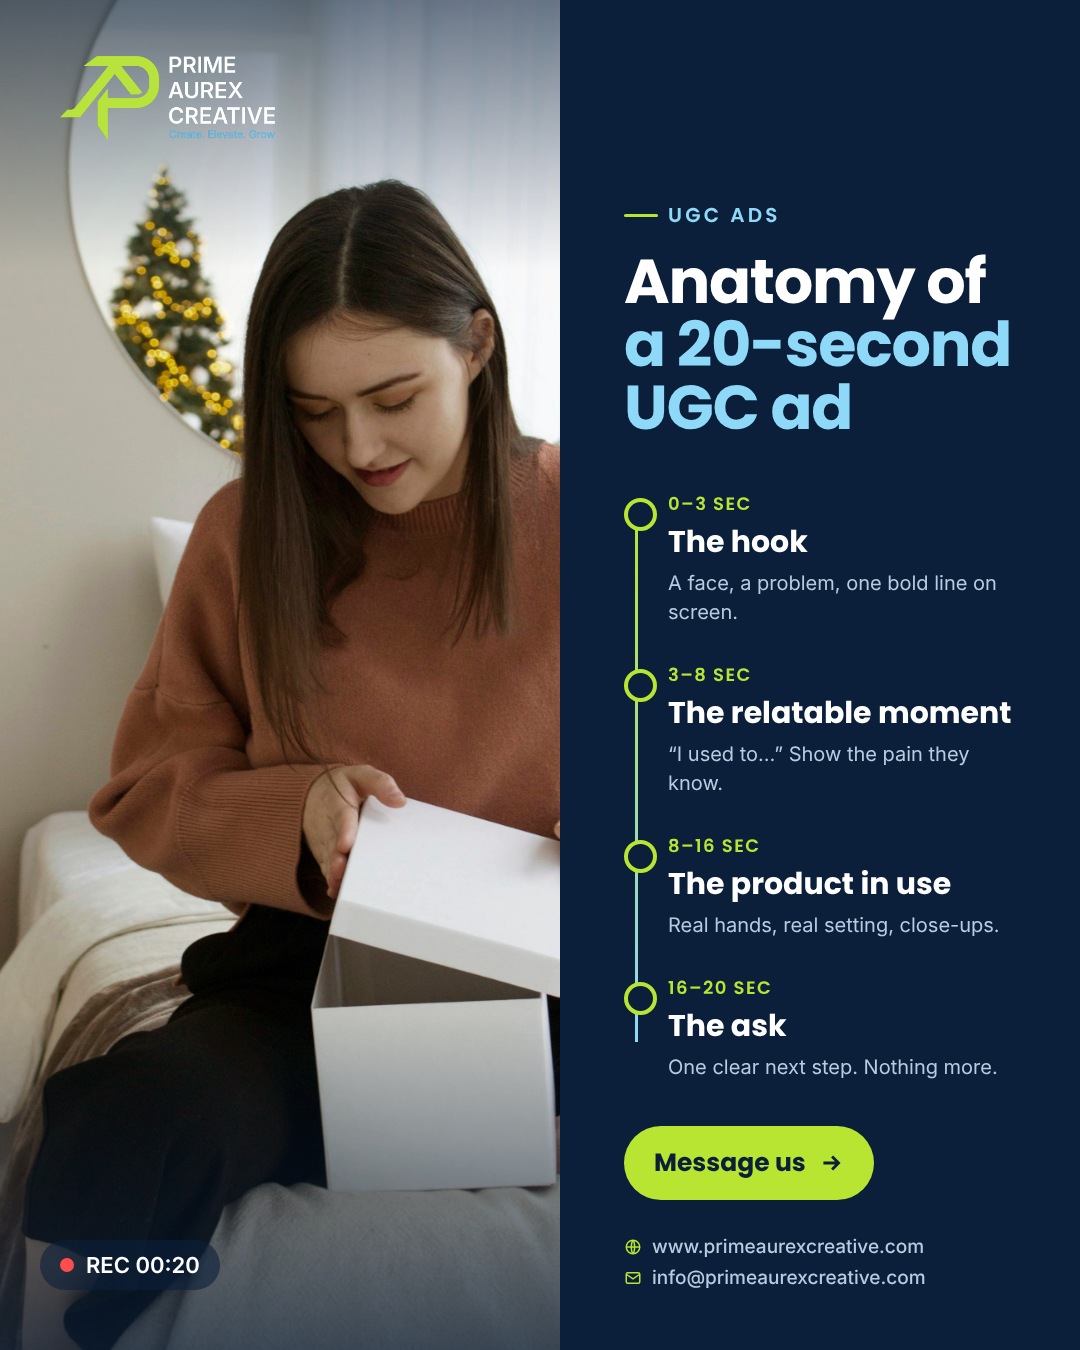 PRIME
AUREX
CREATIVE
Create. Elevate. Grow
UGC ADS
Anatomy of
a 20-second
UGC ad
0–3 SEC
The hook
A face, a problem, one bold line on
screen.
3–8 SEC
The relatable moment
“I used to…” Show the pain they
know.
8–16 SEC
The product in use
Real hands, real setting, close-ups.
16–20 SEC
The ask
One clear next step. Nothing more.
Message us →
www.primeaurexcreative.com
info@primeaurexcreative.com
REC 00:20